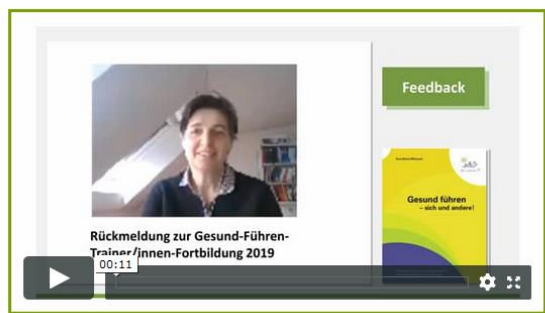 Feedback
Gesund führen
– sich und andere!
Rückmeldung zur Gesund-Führen-
Trainer/innen-Fortbildung 2019
00:11